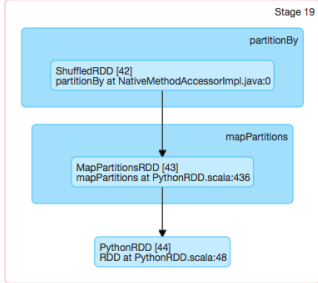 Stage 19
partitionBy
ShuffledRDD [42]
partitionBy at NativeMethodAccessorImpl.java:0
mapPartitions
MapPartitionsRDD [43]
mapPartitions at PythonRDD.scala:436
PythonRDD [44]
RDD at PythonRDD.scala:48